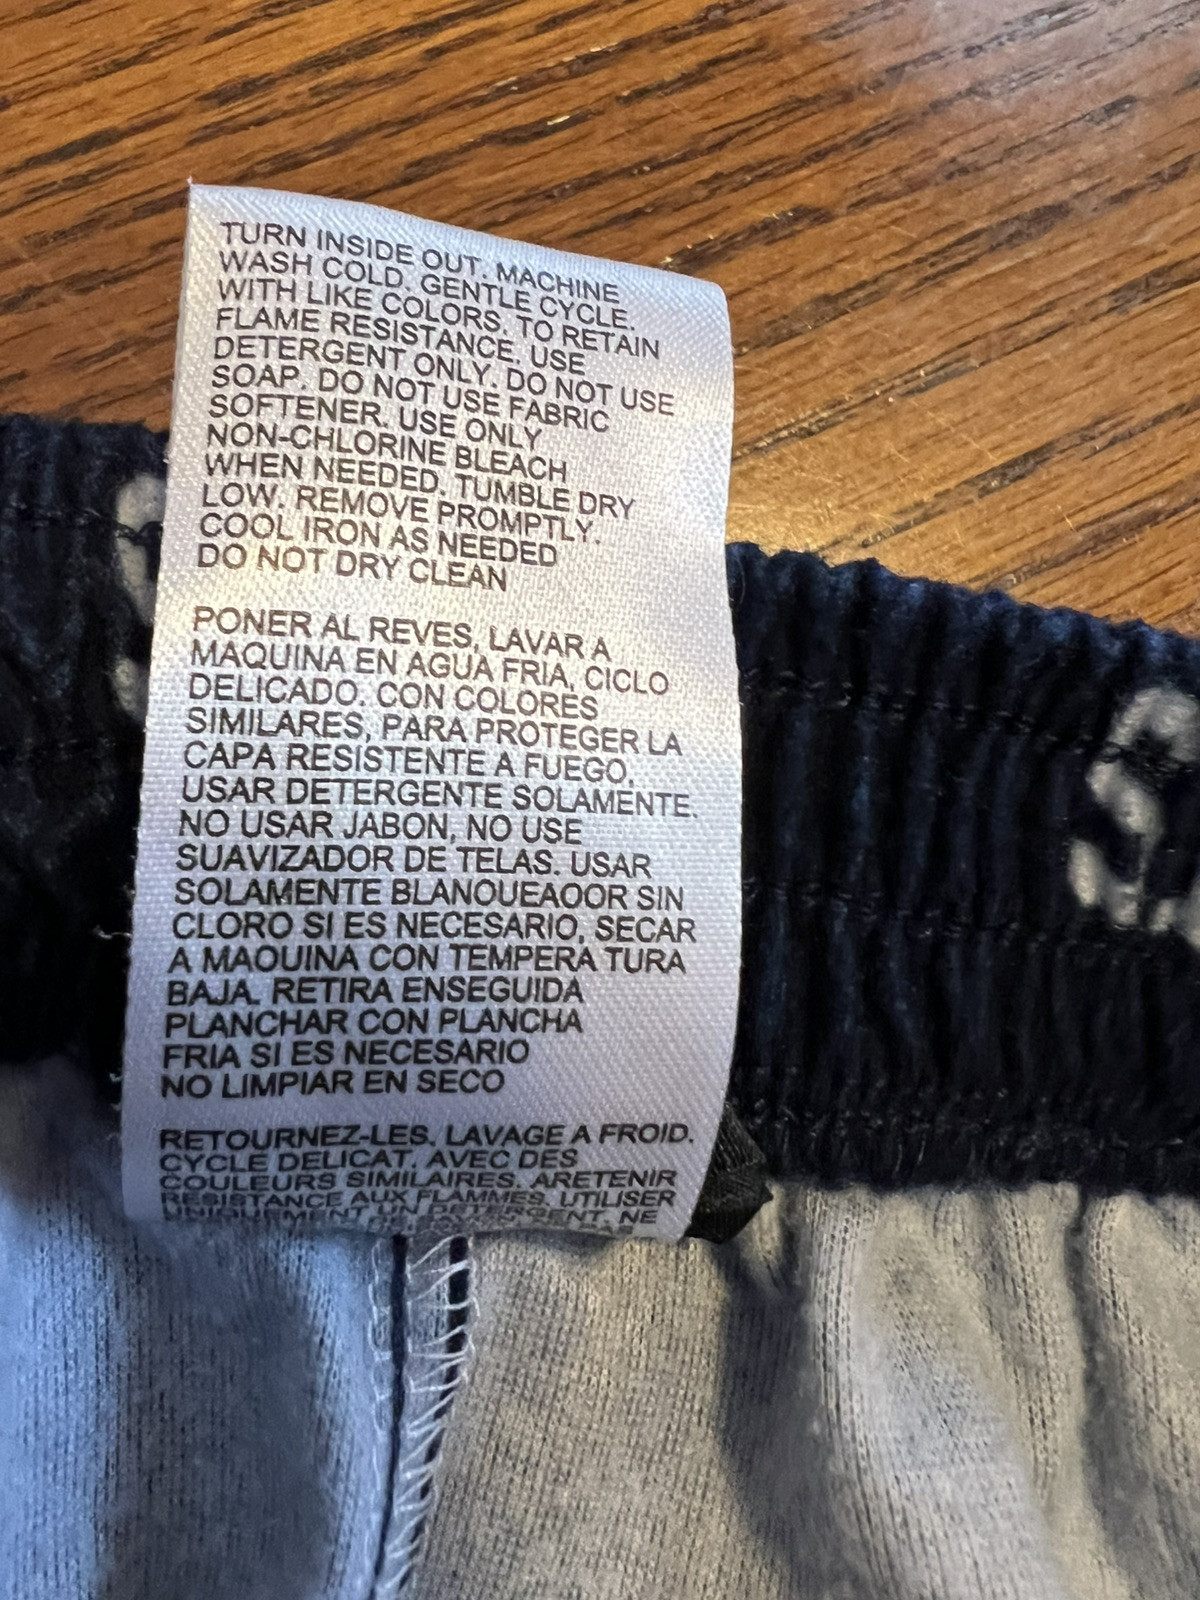 TURN INSIDE OUT. MACHINE
WASH COLD. GENTLE CYCLE.
WITH LIKE COLORS. TO RETAIN
FLAME RESISTANCE. USE
DETERGENT ONLY. DO NOT USE
SOAP. DO NOT USE FABRIC
SOFTENER. USE ONLY
NON-CHLORINE BLEACH
WHEN NEEDED. TUMBLE DRY
LOW. REMOVE PROMPTLY.
COOL IRON AS NEEDED
DO NOT DRY CLEAN
PONER AL REVES, LAVAR A
MAQUINA EN AGUA FRIA, CICLO
DELICADO. CON COLORES
SIMILARES, PARA PROTEGER LA
CAPA RESISTENTE A FUEGO,
USAR DETERGENTE SOLAMENTE.
NO USAR JABON, NO USE
SUAVIZADOR DE TELAS. USAR
SOLAMENTE BLANOUEAOOR SIN
CLORO SI ES NECESARIO, SECAR
A MAOUINA CON TEMPERA TURA
BAJA. RETIRA ENSEGUIDA
PLANCHAR CON PLANCHA
FRIA SI ES NECESARIO
NO LIMPIAR EN SECO
RETOURNEZ-LES. LAVAGE A FROID.
CYCLE DELICAT. AVEC DES
COULEURS SIMILAIRES. ARETENIR
RESISTANCE AUX FLAMMES. UTILISER
UNIQUEMENT UN DETERGENT. NE